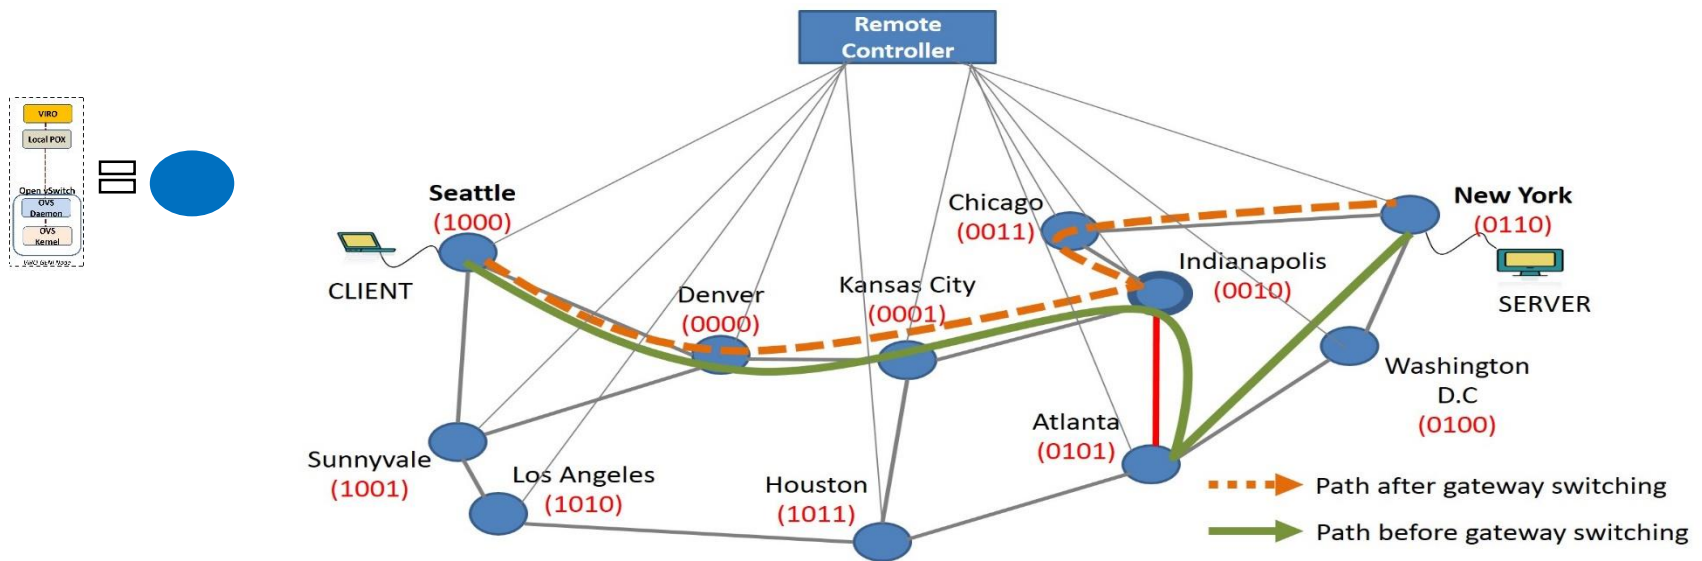 Remote
Controller
VIRO
Local POX
Open vSwitch
OVS
Daemon
OVS
Kernel
Seattle
(1000)
CLIENT
Denver
(0000)
Kansas City
(0001)
Chicago
(0011)
Indianapolis
(0010)
New York
(0110)
SERVER
Sunnyvale
(1001)
Los Angeles
(1010)
Houston
(1011)
Atlanta
(0101)
Washington
D.C
(0100)
Path after gateway switching
Path before gateway switching